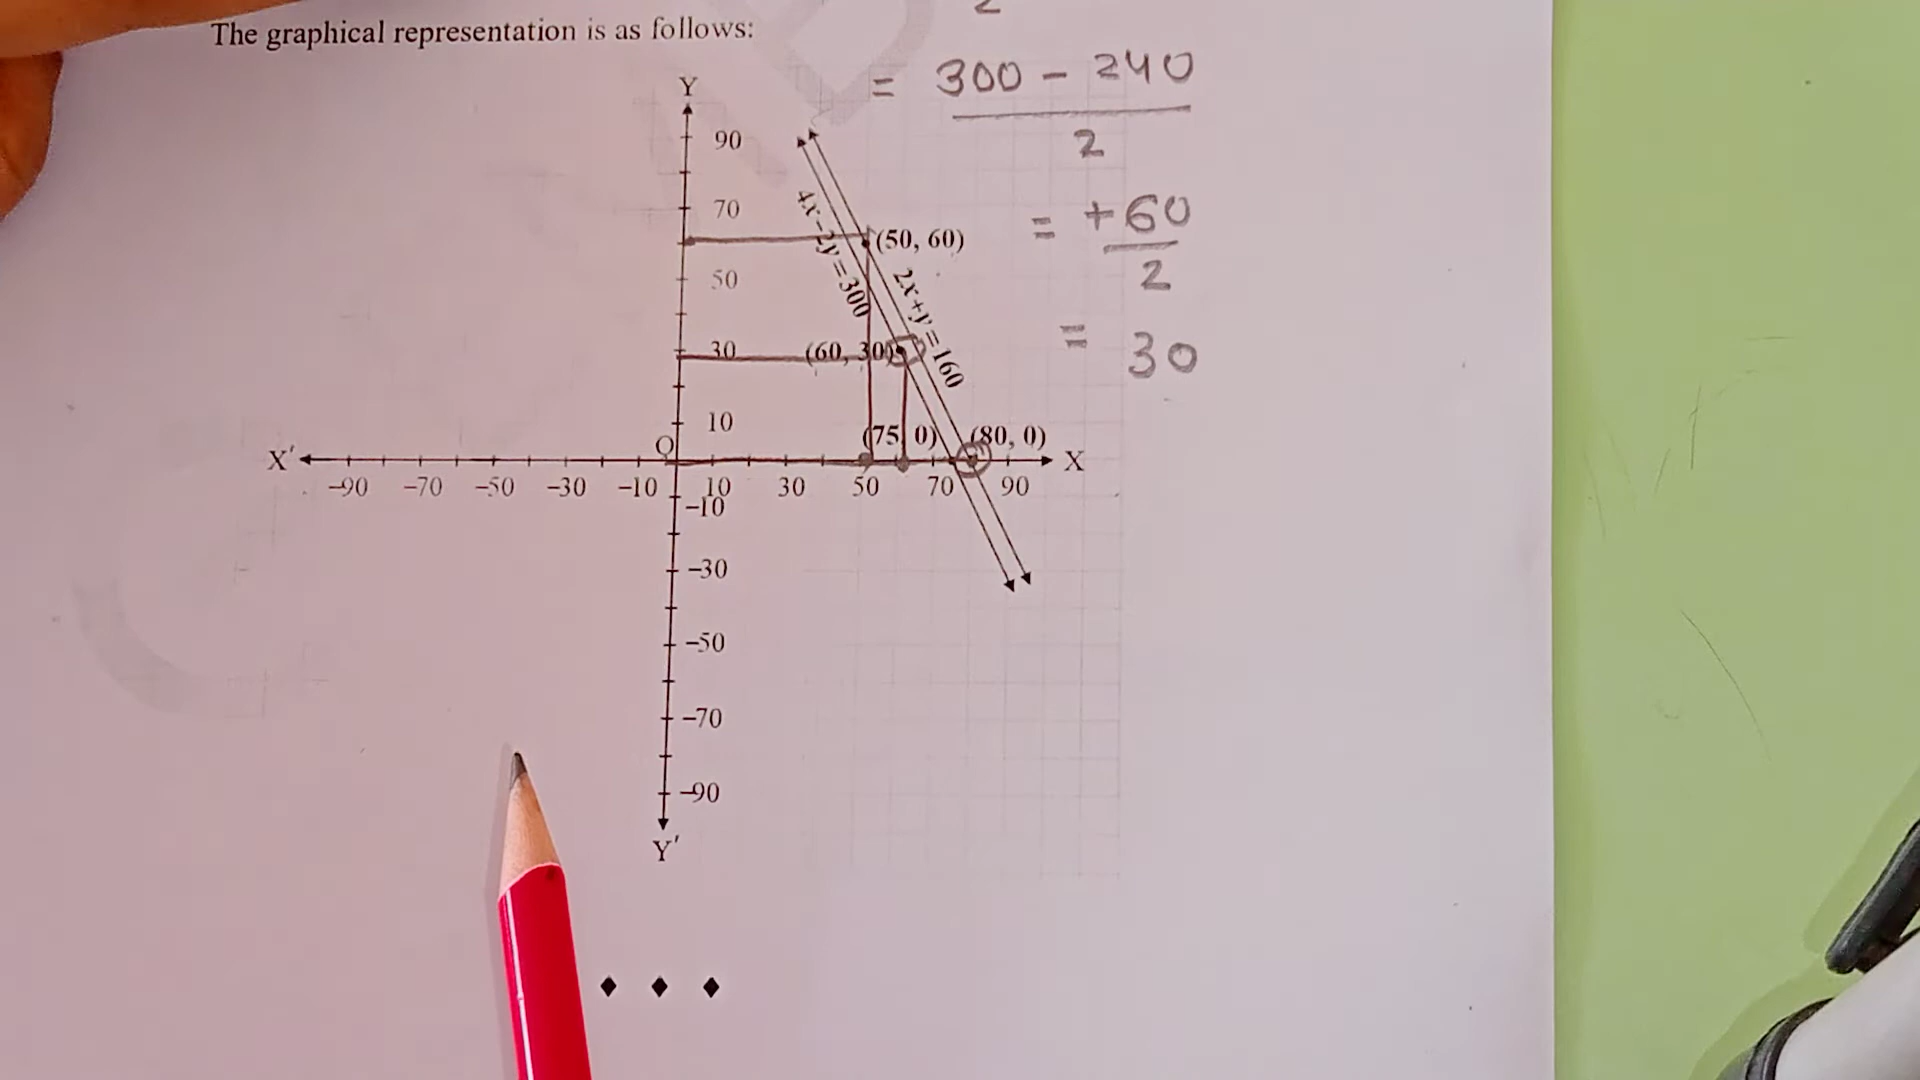 The graphical representation is as follows:
= 300 - 240
2
= +60
2
= 30
Y
90
70
50
30
10
(50, 60)
4x-2y=300
2x+y=160
(60, 30)
(75, 0) (80, 0)
X' O X
-90 -70 -50 -30 -10 10 30 50 70 90
-10
-30
-50
-70
-90
Y'